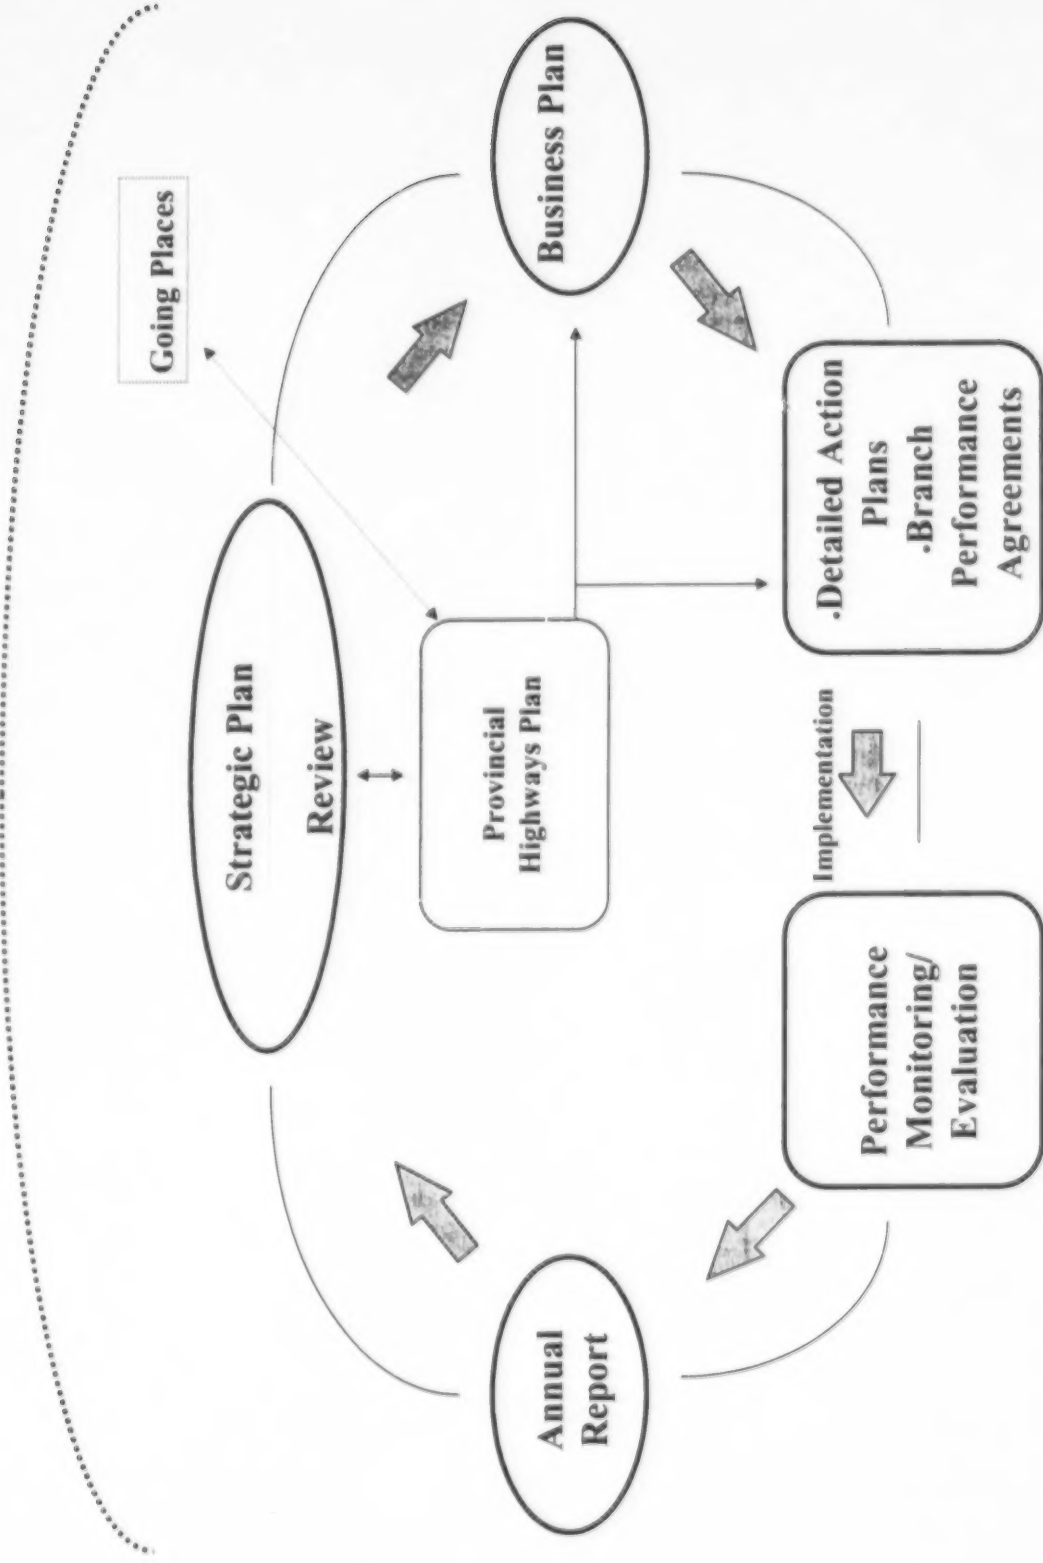 Going Places
Strategic Plan
Review
Business Plan
Provincial
Highways Plan
Annual
Report
Implementation
.Detailed Action
Plans
.Branch
Performance
Agreements
Performance
Monitoring/
Evaluation